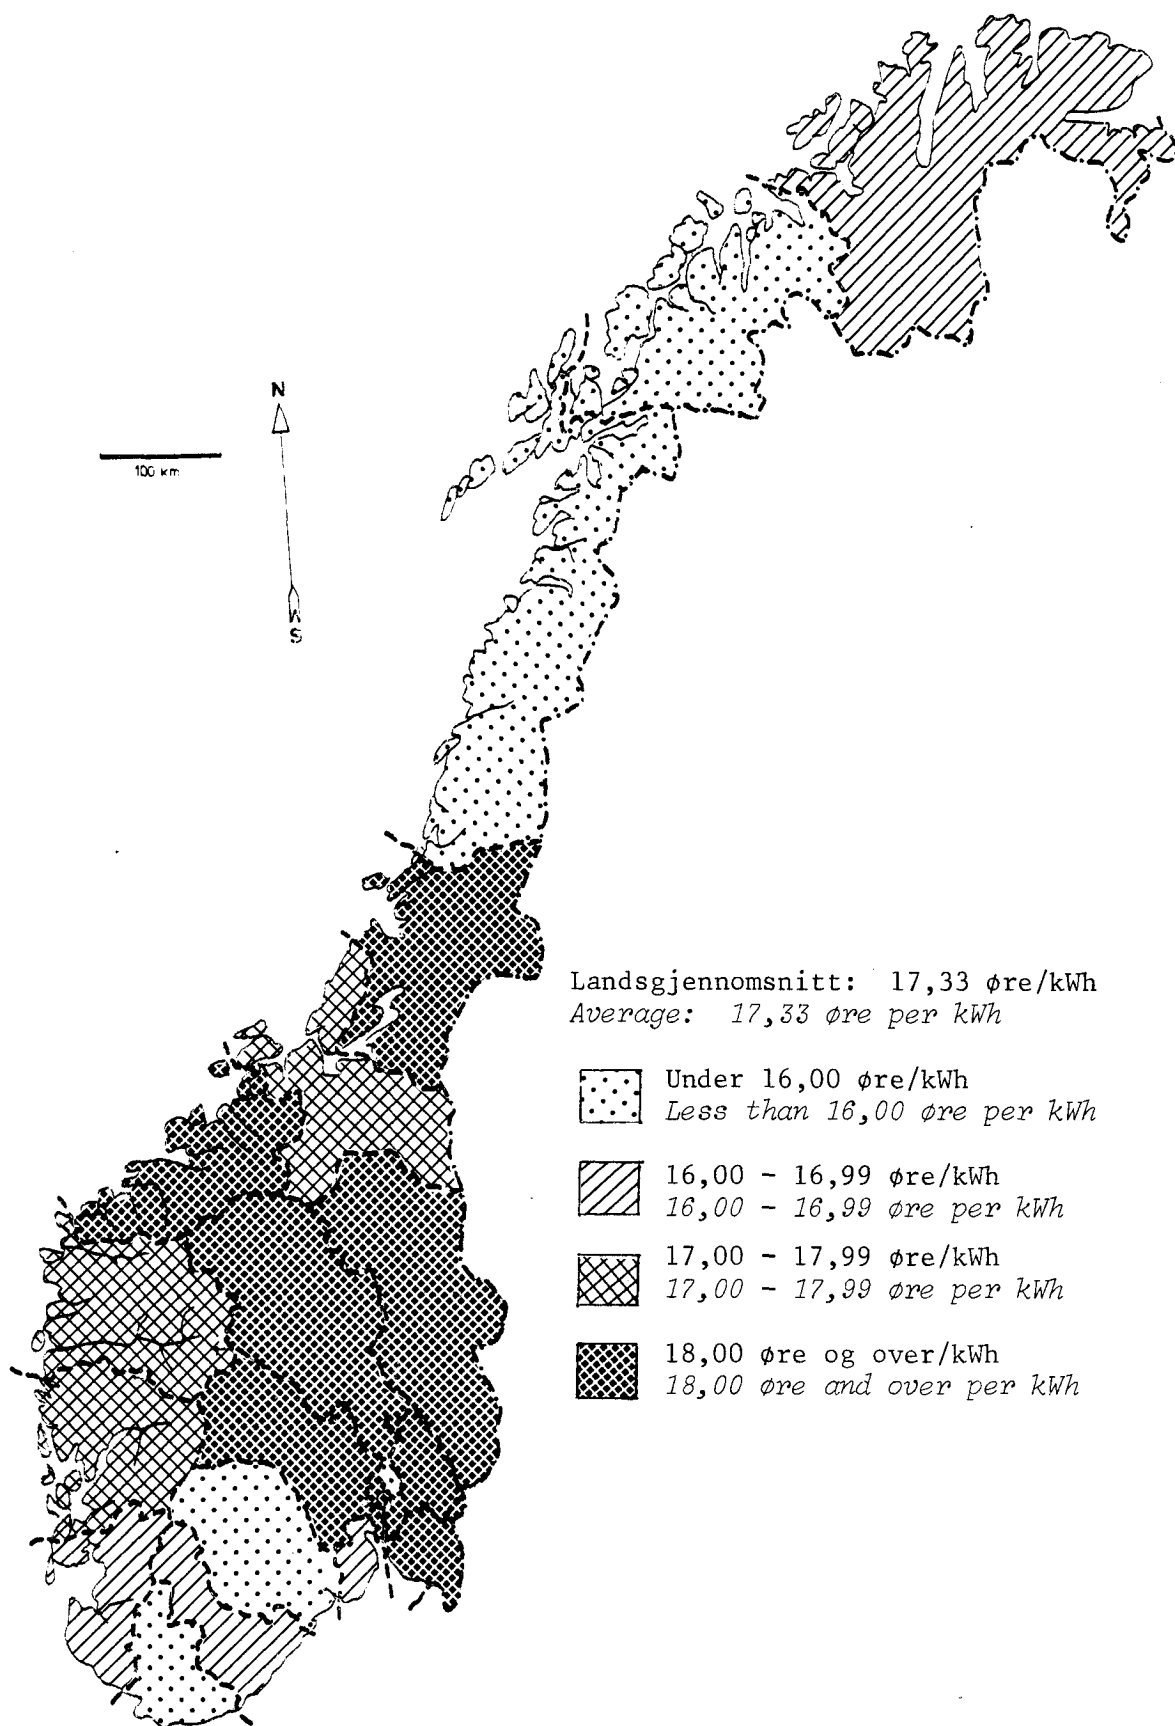 N
100 km
S
Landsgjennomsnitt: 17,33 øre/kWh
Average: 17,33 øre per kWh
Under 16,00 øre/kWh
Less than 16,00 øre per kWh
16,00 - 16,99 øre/kWh
16,00 - 16,99 øre per kWh
17,00 - 17,99 øre/kWh
17,00 - 17,99 øre per kWh
18,00 øre og over/kWh
18,00 øre and over per kWh